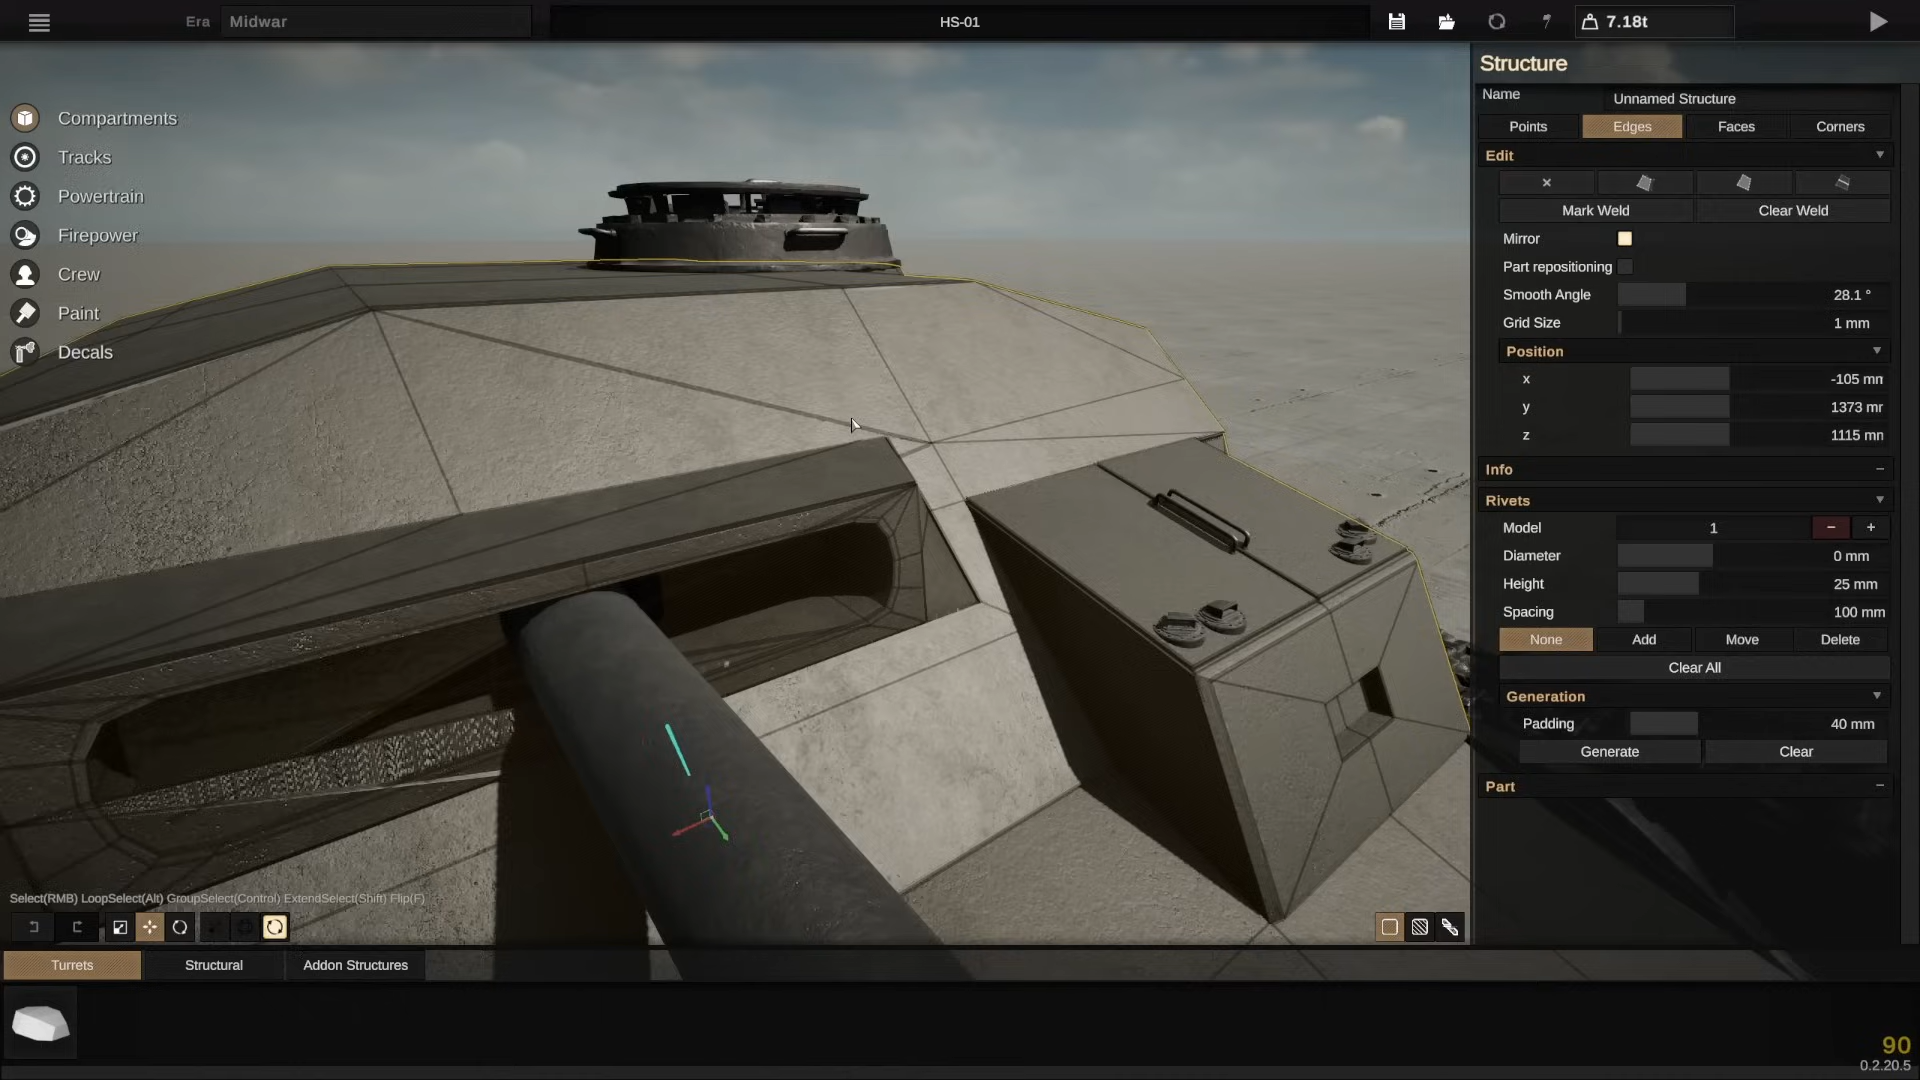 Era Midwar
HS-01
7.18t
Compartments
Tracks
Powertrain
Firepower
Crew
Paint
Decals
Structure
Name Unnamed Structure
Points Edges Faces Corners
Edit
Mark Weld Clear Weld
Mirror
Part repositioning
Smooth Angle 28.1 °
Grid Size 1 mm
Position
x -105 mm
y 1373 mr
z 1115 mm
Info
Rivets
Model 1 - +
Diameter 0 mm
Height 25 mm
Spacing 100 mm
None Add Move Delete
Clear All
Generation
Padding 40 mm
Generate Clear
Part
Select(RMB) LoopSelect(Alt) GroupSelect(Control) ExtendSelect(Shift) Flip(F)
Turrets Structural Addon Structures
90
0.2.20.5